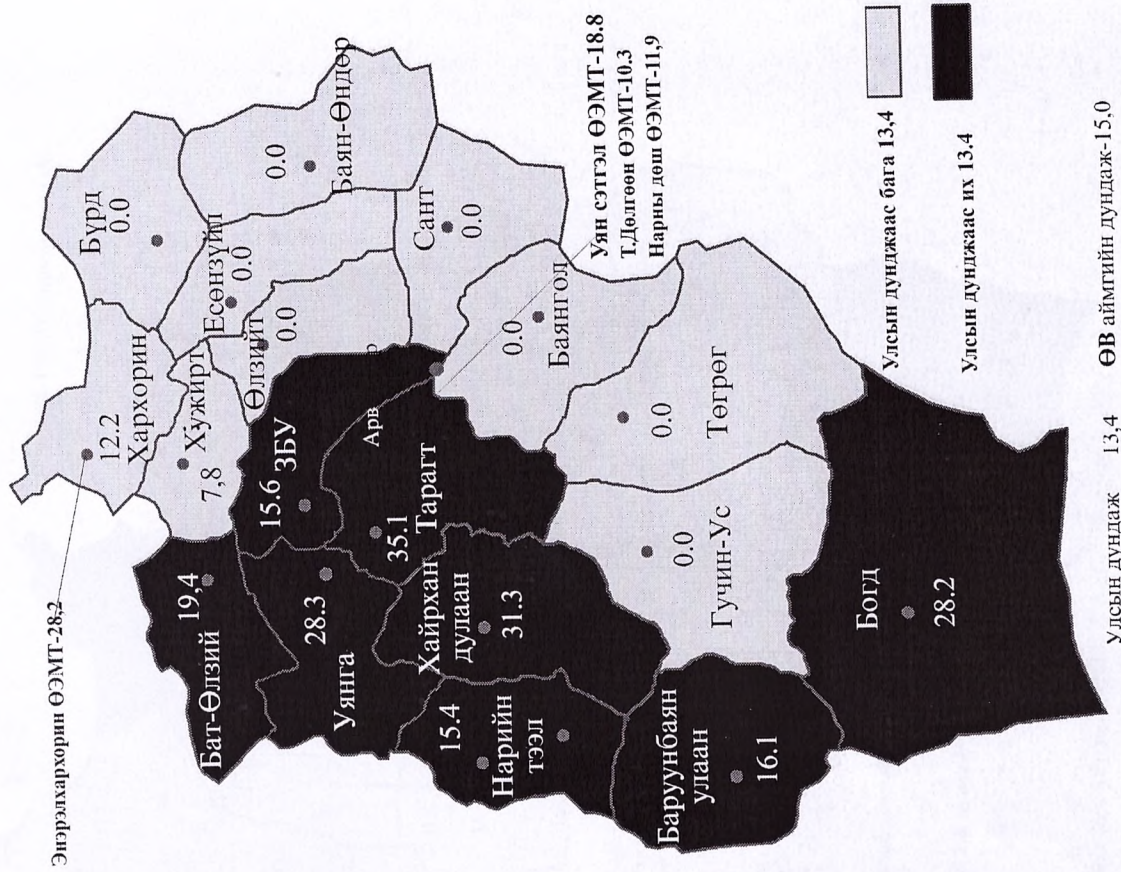 Энэрэлхархорин ӨЭМТ-28,2
Бат-Өлзий
19,4
12.2
Хархорин
Бүрд
0.0
Хужирт
7,8
Есөнзүйл
0.0
0.0
Баян-Өндөр
Өлзийт
0.0
15.6
ЗБУ
Уянга
28.3
Арв
р
35.1
Тарагт
Сант
0.0
Хайрхан
дулаан
31.3
15.4
Нарийн
тээл
0.0
Баянгол
Уян сэтгэл ӨЭМТ-18.8
Т.Дөлгөөн ӨЭМТ-10.3
Нарны дөш ӨЭМТ-11,9
Баруунбаян
улаан
16.1
0.0
Гучин-Ус
0.0
Төгрөг
Богд
28.2
Улсын дунджаас бага 13,4
Улсын дунджаас их 13.4
Улсын дундаж 13,4 ӨВ аймгийн дундаж-15,0